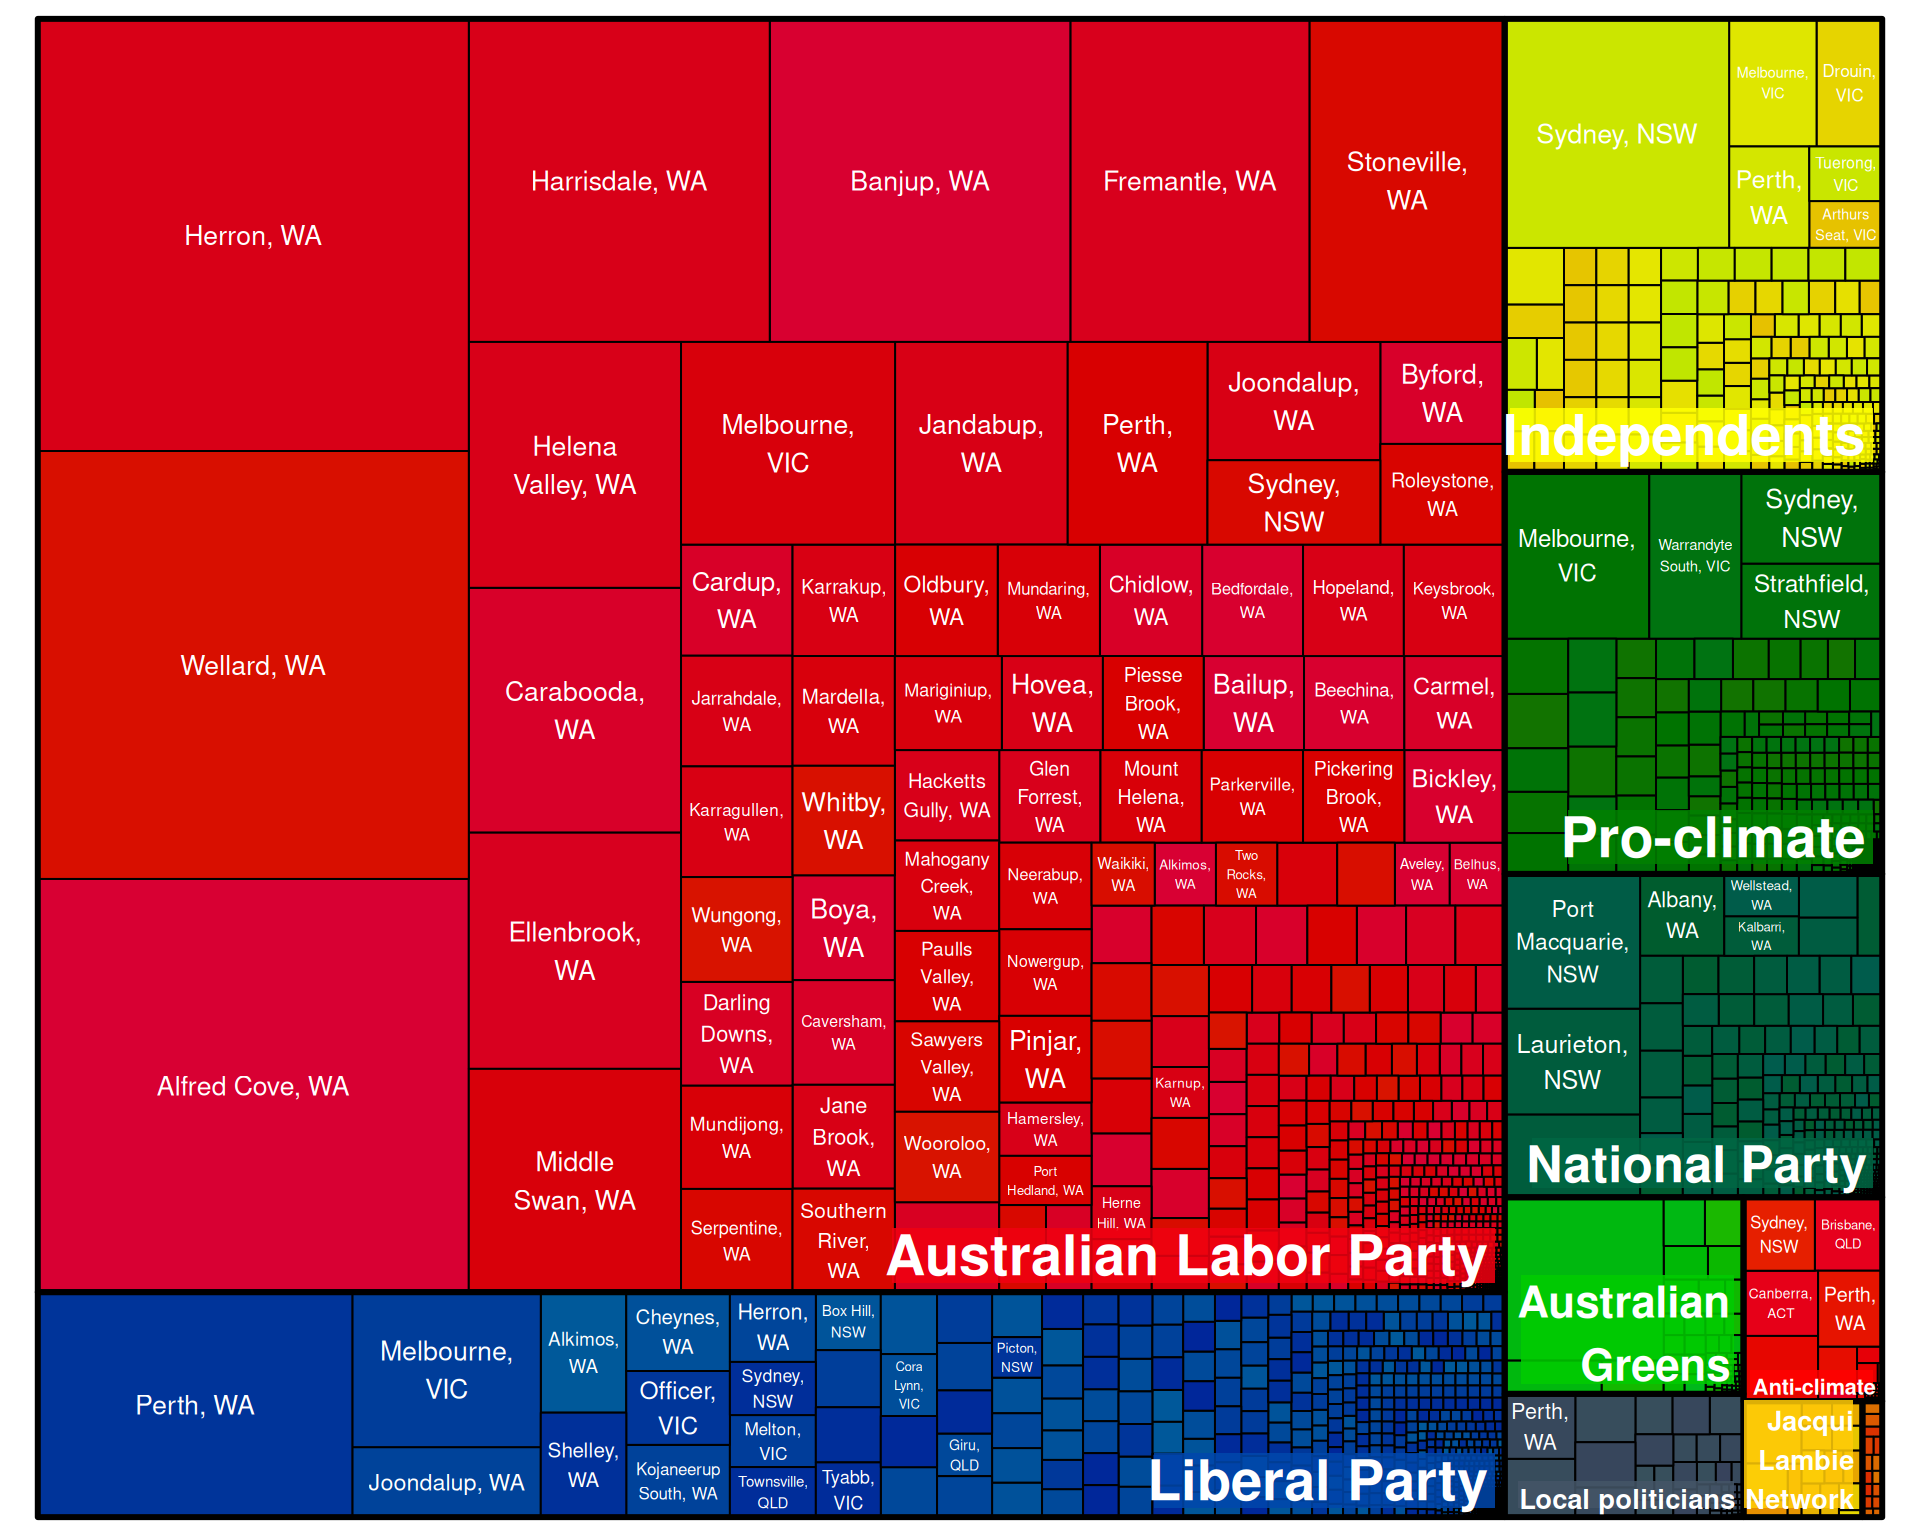 Herron, WA
Harrisdale, WA
Banjup, WA
Fremantle, WA
Stoneville,
WA
Wellard, WA
Alfred Cove, WA
Helena
Valley, WA
Melbourne,
VIC
Jandabup,
WA
Perth,
WA
Joondalup,
WA
Byford,
WA
Sydney,
NSW
Roleystone,
WA
Carabooda,
WA
Ellenbrook,
WA
Middle
Swan, WA
Cardup,
WA
Karrakup,
WA
Oldbury,
WA
Mundaring,
WA
Chidlow,
WA
Bedfordale,
WA
Hopeland,
WA
Keysbrook,
WA
Jarrahdale,
WA
Mardella,
WA
Mariginiup,
WA
Hovea,
WA
Piesse
Brook,
WA
Bailup,
WA
Beechina,
WA
Carmel,
WA
Karragullen,
WA
Whitby,
WA
Hacketts
Gully, WA
Glen
Forrest,
WA
Mount
Helena,
WA
Parkerville,
WA
Pickering
Brook,
WA
Bickley,
WA
Wungong,
WA
Boya,
WA
Mahogany
Creek,
WA
Neerabup,
WA
Waikiki,
WA
Alkimos,
WA
Two
Rocks,
WA
Aveley,
WA
Belhus,
WA
Darling
Downs,
WA
Caversham,
WA
Paulls
Valley,
WA
Nowergup,
WA
Sawyers
Valley,
WA
Pinjar,
WA
Karnup,
WA
Mundijong,
WA
Jane
Brook,
WA
Wooroloo,
WA
Hamersley,
WA
Port
Hedland, WA
Herne
Hill, WA
Serpentine,
WA
Southern
River,
WA
Australian Labor Party
Perth, WA
Melbourne,
VIC
Joondalup, WA
Alkimos,
WA
Shelley,
WA
Cheynes,
WA
Officer,
VIC
Kojaneerup
South, WA
Herron,
WA
Sydney,
NSW
Melton,
VIC
Townsville,
QLD
Box Hill,
NSW
Tyabb,
VIC
Cora
Lynn,
VIC
Giru,
QLD
Picton,
NSW
Liberal Party
Sydney, NSW
Melbourne,
VIC
Drouin,
VIC
Perth,
WA
Tuerong,
VIC
Arthurs
Seat, VIC
Independents
Melbourne,
VIC
Warrandyte
South, VIC
Sydney,
NSW
Strathfield,
NSW
Pro-climate
Port
Macquarie,
NSW
Albany,
WA
Wellstead,
WA
Kalbarri,
WA
Laurieton,
NSW
National Party
Australian
Greens
Sydney,
NSW
Brisbane,
QLD
Canberra,
ACT
Perth,
WA
Anti-climate
Perth,
WA
Local politicians
Jacqui
Lambie
Network